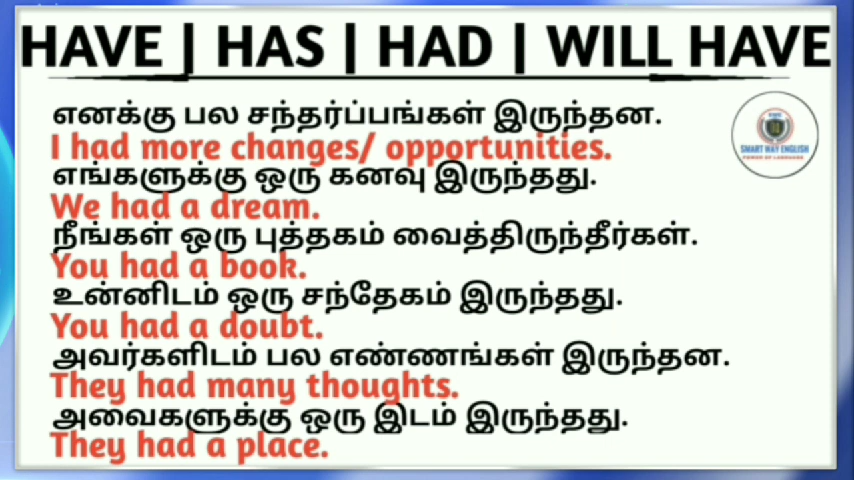 HAVE | HAS | HAD | WILL HAVE
எனக்கு பல சந்தர்ப்பங்கள் இருந்தன.
I had more changes/ opportunities.
எங்களுக்கு ஒரு கனவு இருந்தது.
We had a dream.
நீங்கள் ஒரு புத்தகம் வைத்திருந்தீர்கள்.
You had a book.
உன்னிடம் ஒரு சந்தேகம் இருந்தது.
You had a doubt.
அவர்களிடம் பல எண்ணங்கள் இருந்தன.
They had many thoughts.
அவைகளுக்கு ஒரு இடம் இருந்தது.
They had a place.
SMART WAY ENGLISH
POWER OF LANGUAGE